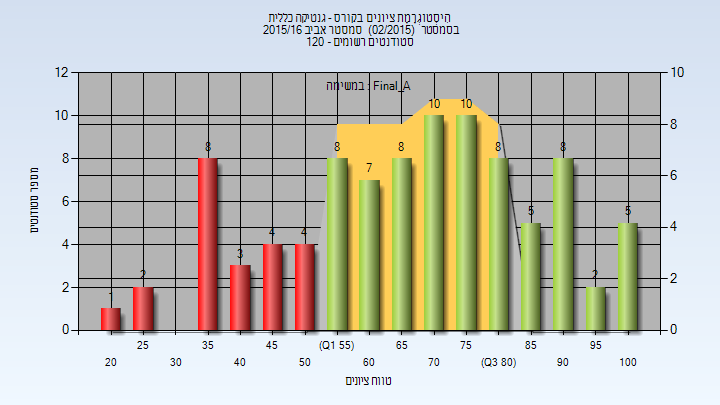 היסטוגרמת ציונים בקורס - גנטיקה כללית
בסמסטר (02/2015) סמסטר אביב 2015/16
סטודנטים רשומים - 120
במשימה : Final_A
מספר סטודנטים
12 10 8 6 4 2 0
10 8 6 4 2 0
1 2 8 3 4 4 8 7 8 10 10 8 5 8 2 5
25 35 45 (Q1 55) 65 75 85 95
20 30 40 50 60 70 (Q3 80) 90 100
טווח ציונים